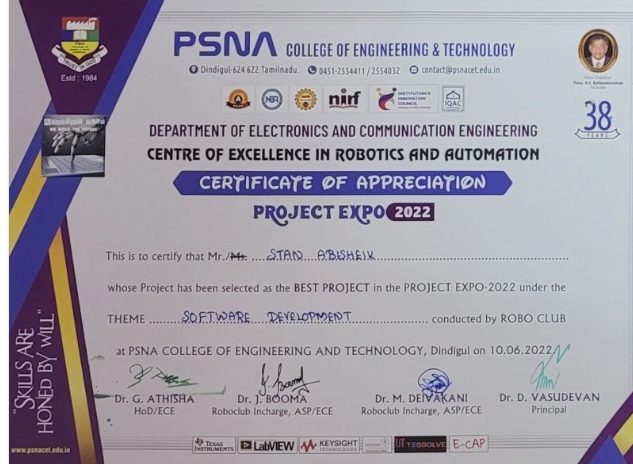 PSNA COLLEGE OF ENGINEERING & TECHNOLOGY
Dindigul-624 622,Tamilnadu. 0451-2554411 / 2554032 contact@psnacet.edu.in
Estd : 1984
nirf INSTITUTION'S INNOVATION COUNCIL IQAC
38
YEARS
DEPARTMENT OF ELECTRONICS AND COMMUNICATION ENGINEERING
CENTRE OF EXCELLENCE IN ROBOTICS AND AUTOMATION
CERTIFICATE OF APPRECIATION
PROJECT EXPO 2022
This is to certify that Mr./Ms. STAN ABISHEIK
whose Project has been selected as the BEST PROJECT in the PROJECT EXPO-2022 under the
THEME SOFTWARE DEVELOPMENT conducted by ROBO CLUB
at PSNA COLLEGE OF ENGINEERING AND TECHNOLOGY, Dindigul on 10.06.2022
Dr. G. ATHISHA
HoD/ECE
Dr. J. BOOMA
Roboclub Incharge, ASP/ECE
Dr. M. DEIVAKANI
Roboclub Incharge, ASP/ECE
Dr. D. VASUDEVAN
Principal
"SKILLS ARE
HONED BY WILL"
www.psnacet.edu.in
TEXAS INSTRUMENTS LabVIEW KEYSIGHT TECHNOLOGIES TESSOLVE E-CAP